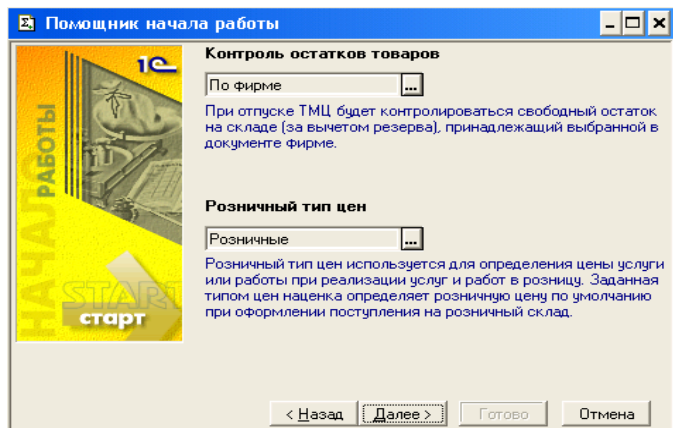 Помощник начала работы
1С
НАЧАЛО
РАБОТЫ
START
старт
Контроль остатков товаров
По фирме
...
При отпуске ТМЦ будет контролироваться свободный остаток
на складе (за вычетом резерва), принадлежащий выбранной в
документе фирме.
Розничный тип цен
Розничные
...
Розничный тип цен используется для определения цены услуги
или работы при реализации услуг и работ в розницу. Заданная
типом цен наценка определяет розничную цену по умолчанию
при оформлении поступления на розничный склад.
< Назад
Далее >
Готово
Отмена